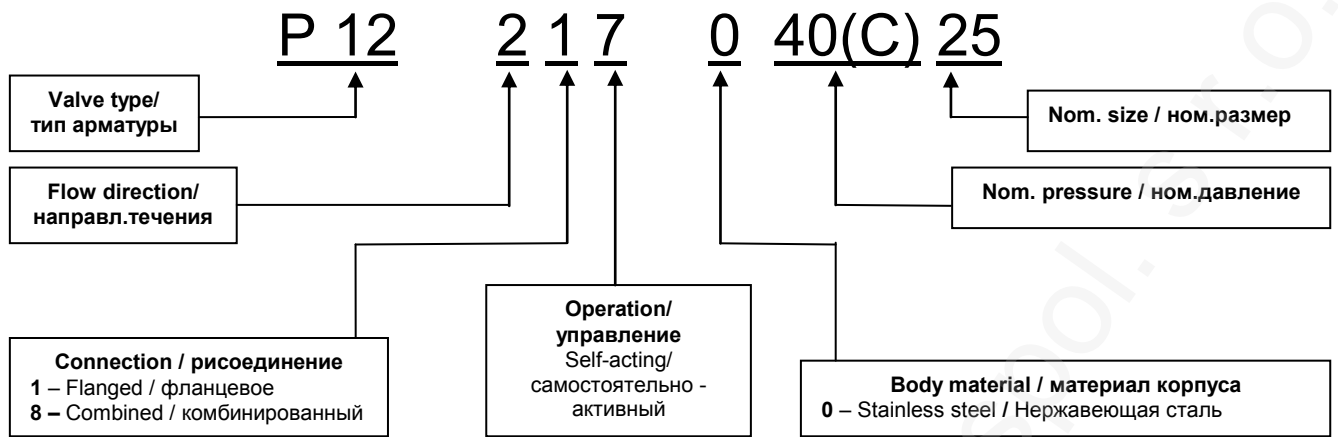 P 12 2 1 7 0 40(C) 25
Valve type/
тип арматуры
Nom. size / ном.размер
Flow direction/
направл.течения
Nom. pressure / ном.давление
Operation/
управление
Self-acting/
самостоятельно -
активный
Connection / рисоединение
1 – Flanged / фланцевое
8 – Combined / комбинированный
Body material / материал корпуса
0 – Stainless steel / Нержавеющая сталь
spol. s r.o.